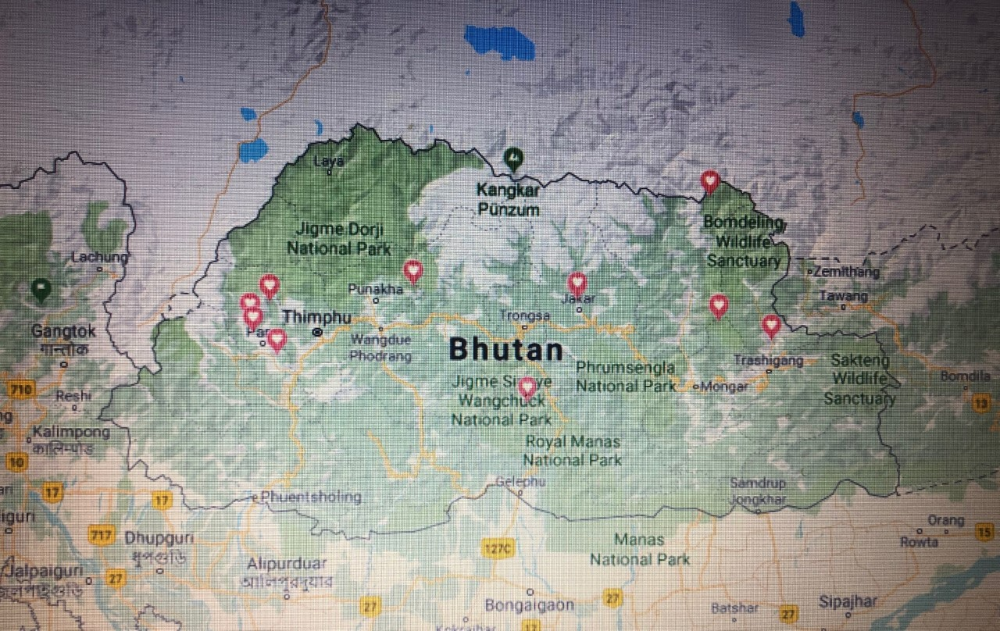 Laya
Kangkar
Pünzum
Bomdeling
Wildlife
Sanctuary
Jigme Dorji
National Park
Lachung
Zemithang
Punakha
Jakar
Tawang
Thimphu
Trongsa
Gangtok
गान्तोक
Wangdue
Phodrang
Bhutan
Phrumsengla
National Park
Trashigang
Sakteng
Wildlife
Sanctuary
Mongar
Bomdila
710
Jigme
Wangchuck
National Park
Reshi
13
Kalimpong
कालिम्पोङ
Royal Manas
National Park
10
Gelephu
Samdrup
Jongkhar
17
17
Phuentsholing
Orang
15
Rowta
717
Dhupguri
ধূপগুড়ি
127C
Manas
National Park
Jalpaiguri
27
Alipurduar
আলিপুরদুয়ার
27
Bongaigaon
27
Batshar
27
Sipajhar
17